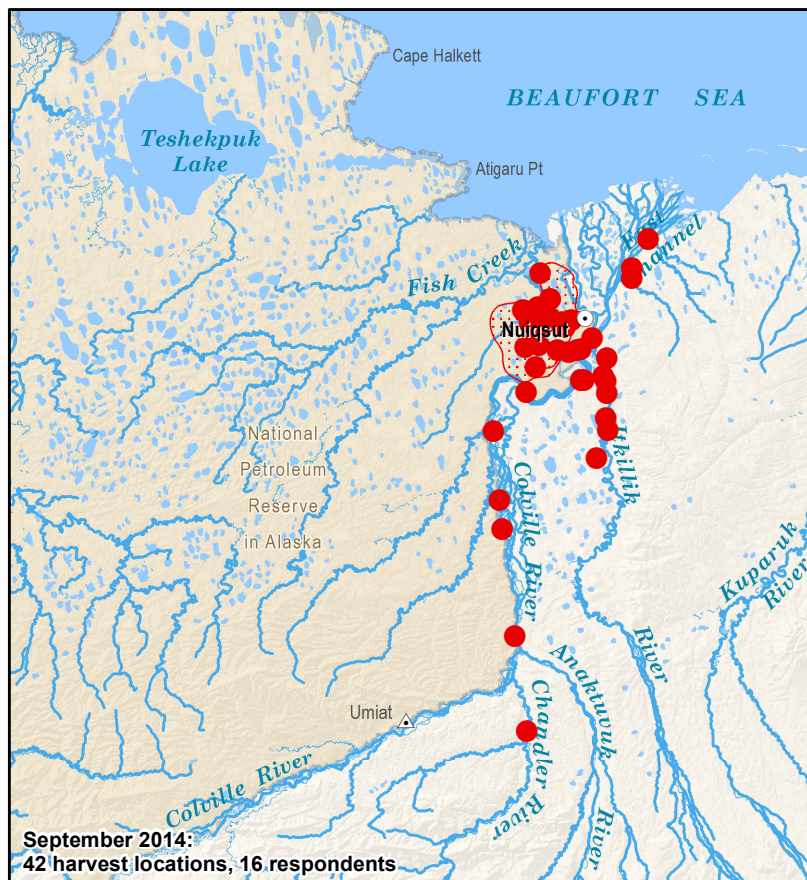 Cape Halkett
BEAUFORT SEA
Teshekpuk
Lake
Atigaru Pt
East
Channel
Fish Creek
Nuiqsut
National
Petroleum
Reserve
in Alaska
Itkillik
River
Colville River
Kuparuk
River
Anaktuvuk
River
Umiat
Chandler River
Colville River
September 2014:
42 harvest locations, 16 respondents